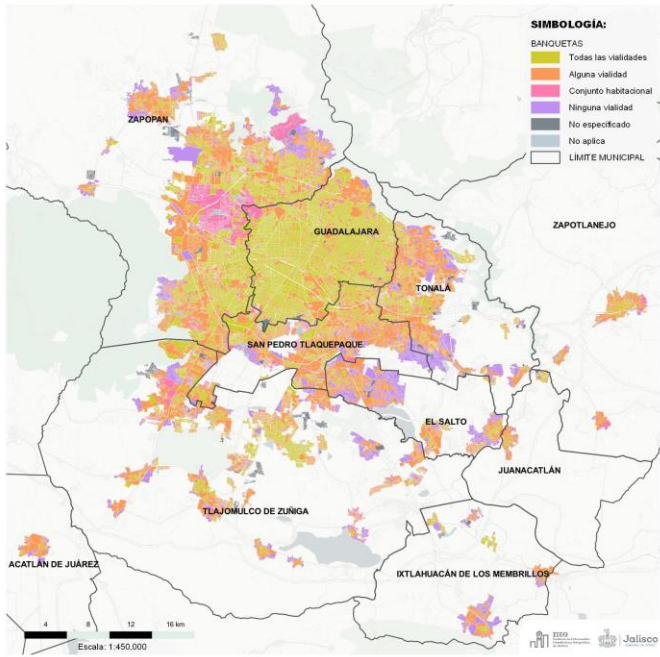 SIMBOLOGÍA:
BANQUETAS
Todas las vialidades
Alguna vialidad
Conjunto habitacional
Ninguna vialidad
No especificado
No aplica
LÍMITE MUNICIPAL
ZAPOPAN
GUADALAJARA
ZAPOTLANEJO
TONALÁ
SAN PEDRO TLAQUEPAQUE
EL SALTO
JUANACATLÁN
TLAJOMULCO DE ZUÑIGA
ACATLÁN DE JUÁREZ
IXTLAHUACÁN DE LOS MEMBRILLOS
4 8 12 16 km
Escala: 1:450,000
IIEG
Jalisco